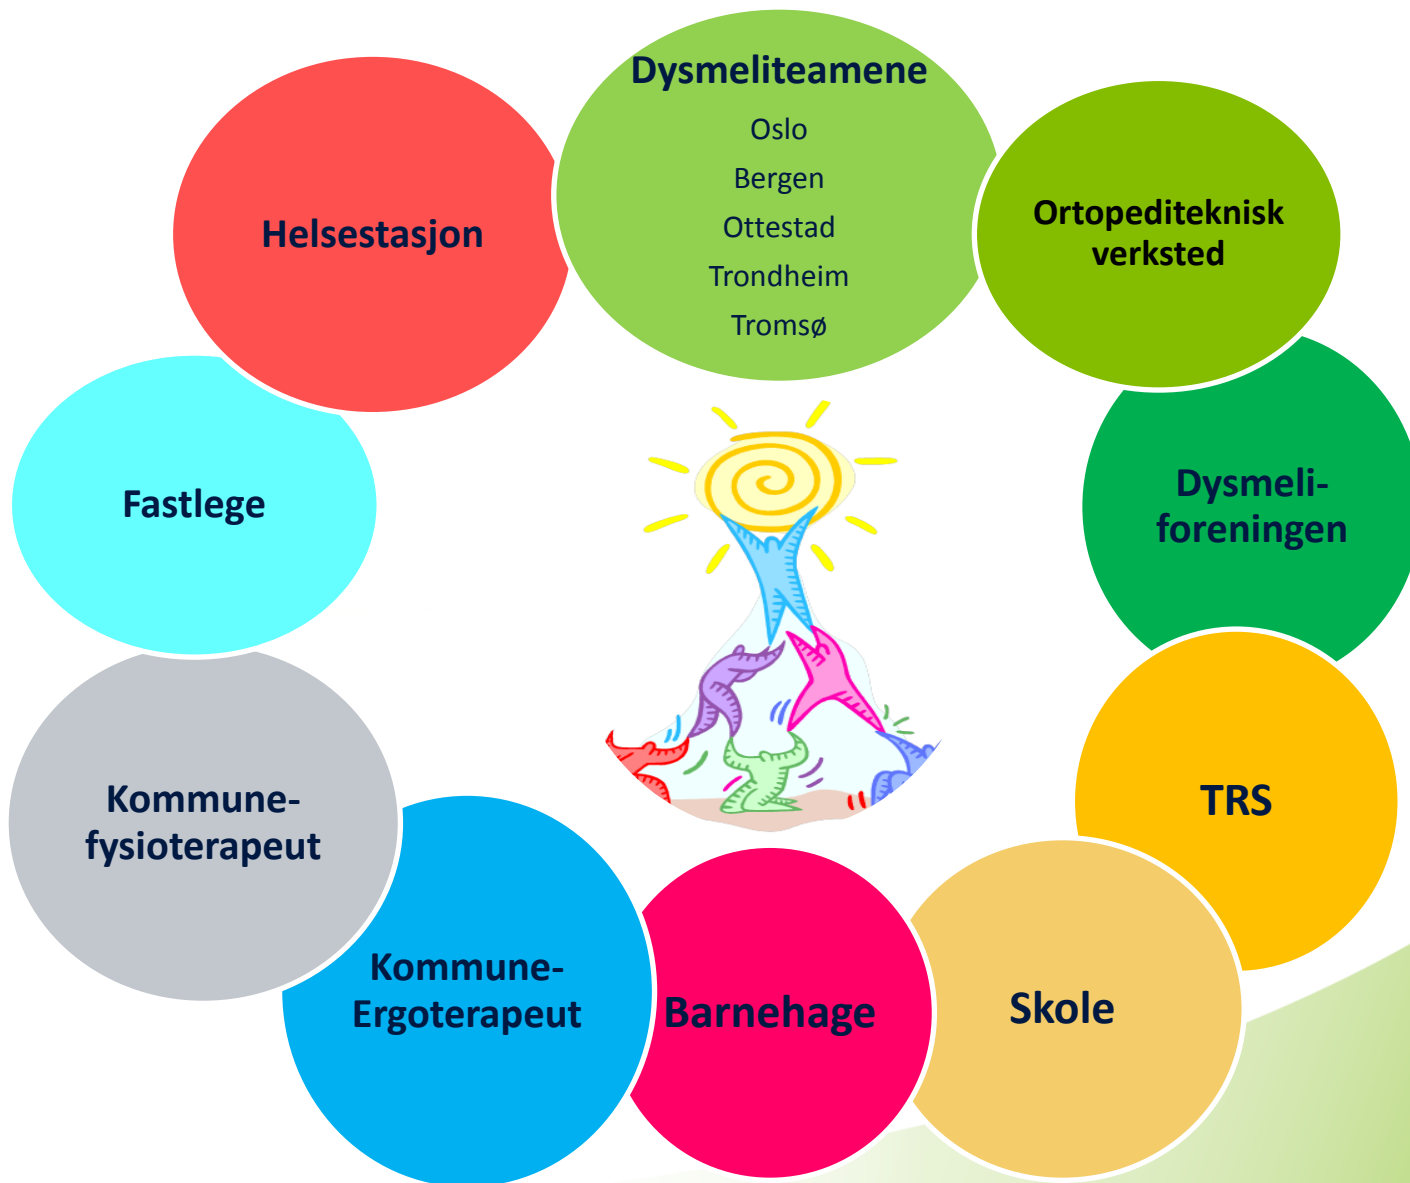 Dysmeliteamene
Oslo
Bergen
Ottestad
Trondheim
Tromsø
Ortopediteknisk
verksted
Dysmeli-
foreningen
TRS
Skole
Barnehage
Kommune-
Ergoterapeut
Kommune-
fysioterapeut
Fastlege
Helsestasjon